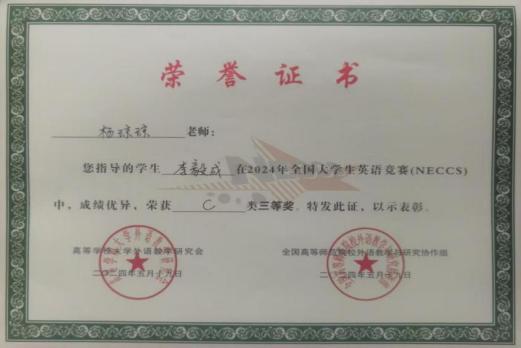 荣誉证书
杨琼琼 老师:
您指导的学生 李毅成 在2024年全国大学生英语竞赛(NECCS)
中,成绩优异,荣获 C 类三等奖。特发此证,以示表彰。
高等学校大学外语教学研究会 全国高等师范院校外语教学与研究协作组
二〇二四年五月十九日 二〇二四年五月十九日